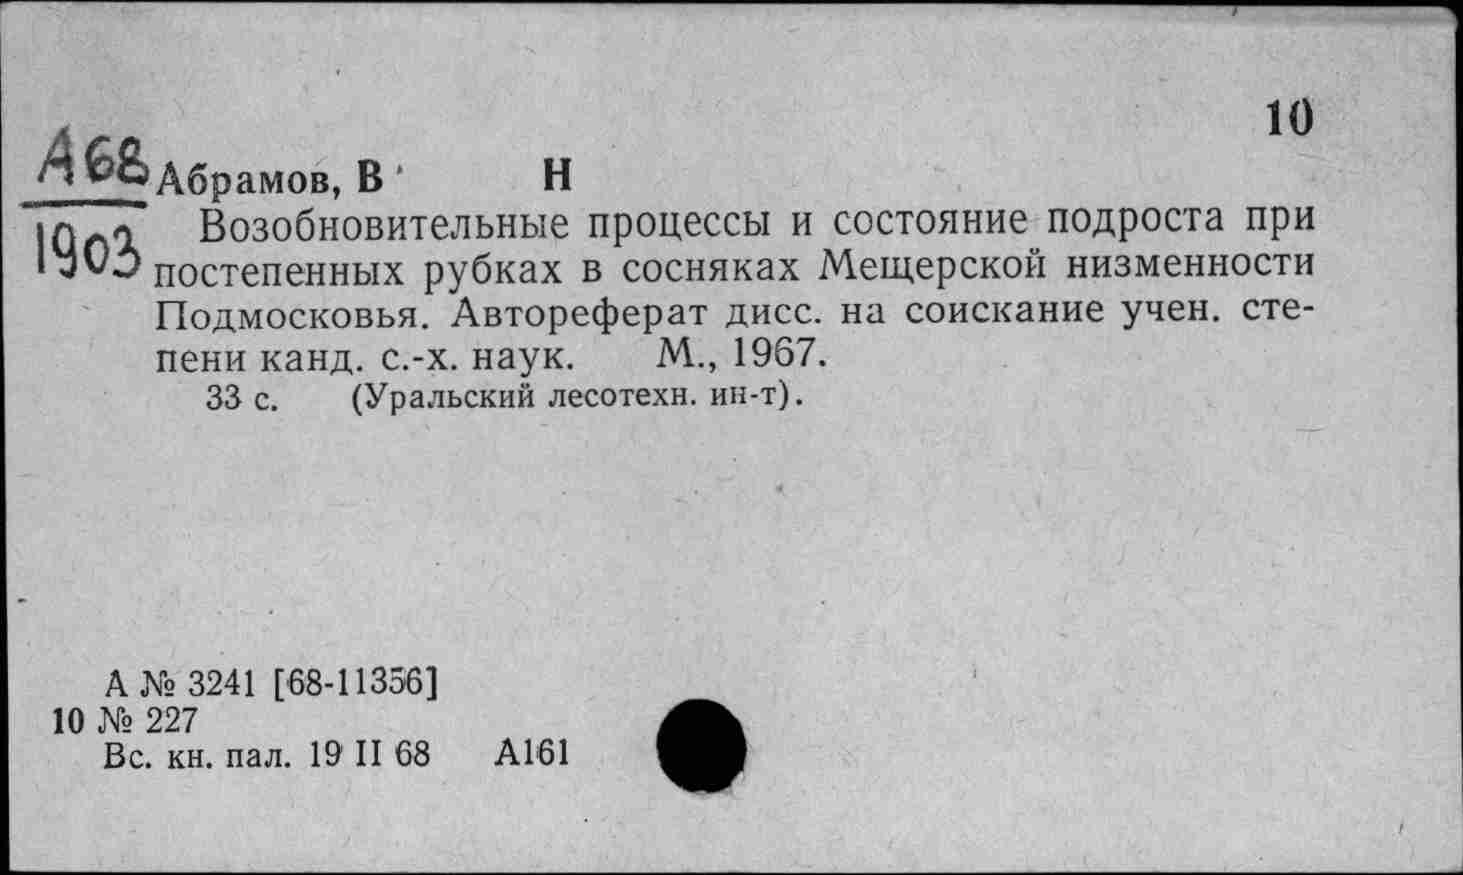 10
А68
1903
Абрамов, В Н
Возобновительные процессы и состояние подроста при
постепенных рубках в сосняках Мещерской низменности
Подмосковья. Автореферат дисс. на соискание учен. сте-
пени канд. с.-х. наук. М., 1967.
33 с. (Уральский лесотехн. ин-т).
А № 3241 [68-11356]
10 № 227
Вс. кн. пал. 19 II 68 А161